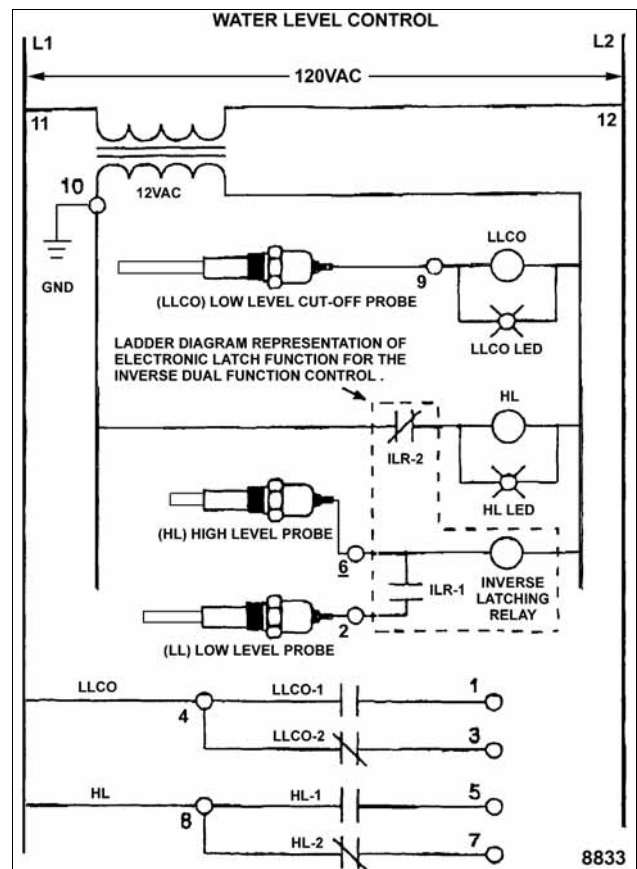 WATER LEVEL CONTROL
L1
L2
120VAC
11
12
10
12VAC
GND
LLCO
9
(LLCO) LOW LEVEL CUT-OFF PROBE
LLCO LED
LADDER DIAGRAM REPRESENTATION OF
ELECTRONIC LATCH FUNCTION FOR THE
INVERSE DUAL FUNCTION CONTROL .
HL
ILR-2
HL LED
(HL) HIGH LEVEL PROBE
6
ILR-1
INVERSE
LATCHING
RELAY
2
(LL) LOW LEVEL PROBE
LLCO
LLCO-1
1
4
LLCO-2
3
HL
HL-1
5
8
HL-2
7
8833